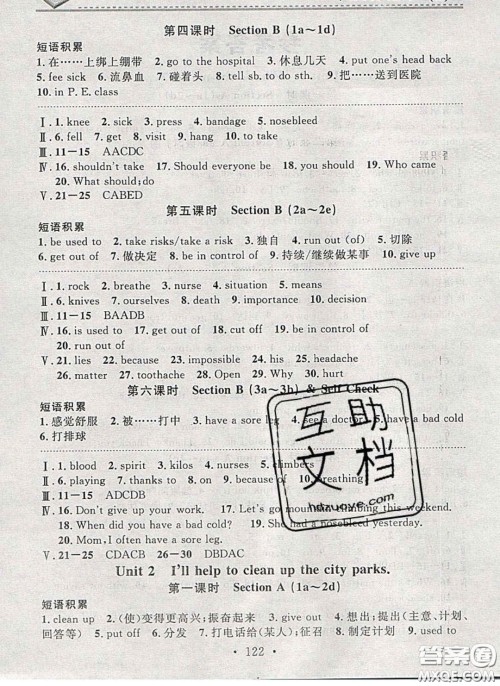 第四课时 Section B (1a～1d)
短语积累
1. 在……上绑上绷带 2. go to the hospital 3. 休息几天 4. put one's head back
5. fee sick 6. 流鼻血 7. 碰着头 8. tell sb. to do sth. 9. 把……送到医院
10. in P. E. class
Ⅰ. 1. knee 2. sick 3. press 4. bandage 5. nosebleed
Ⅱ. 6. fell 7. get 8. visit 9. hang 10. to take
Ⅲ. 11－15 AACDC
Ⅳ. 16. shouldn't take 17. Should everyone be 18. should you 19. Who came
20. What should; do
Ⅴ. 21－25 CABED
第五课时 Section B (2a～2e)
短语积累
1. be used to 2. take risks/take a risk 3. 独自 4. run out (of) 5. 切除
6. get out of 7. 做决定 8. be in control of 9. 持续/继续做某事 10. give up
Ⅰ. 1. rock 2. breathe 3. nurse 4. situation 5. means
Ⅱ. 6. knives 7. ourselves 8. death 9. importance 10. decision
Ⅲ. 11－15 BAADB
Ⅳ. 16. is used to 17. get out of 18. cut off 19. be in control of
20. run out of
Ⅴ. 21. lies 22. because 23. impossible 24. his 25. headache
26. matter 27. toothache 28. Open 29. Why 30. hurt
第六课时 Section B (3a～3b) & Self Check
短语积累
1. 感觉舒服 2. 被……打中 3. have a sore leg 4. see a doctor 5. have a bad cold
6. 打排球
Ⅰ. 1. blood 2. spirit 3. kilos 4. nurses 5. climbers
Ⅱ. 6. playing 7. tastes 8. to 9. on 10. because of 11. breathing
Ⅲ. 11－15 ADCDB
Ⅳ. 16. Don't give up your work. 17. Let's go mountain climbing this weekend.
18. When did you have a bad cold? 19. She had a nosebleed yesterday.
20. Mom, I often have sore leg.
Ⅴ. 21－25 CDACB 26－30 DBDAC
Unit 2 I'll help to clean up the city parks.
第一课时 Section A (1a～2d)
短语积累
1. clean up 2. (使)变得更高兴；振奋起来 3. give out 4. 想出；提出(主意、计划、
回答等) 5. put off 6. 分发 7. 打电话给(某人)；征召 8. 制定计划 9. used to
· 122 ·
互助
文档
hdzuoye.com
答案圈
MXQE.COM